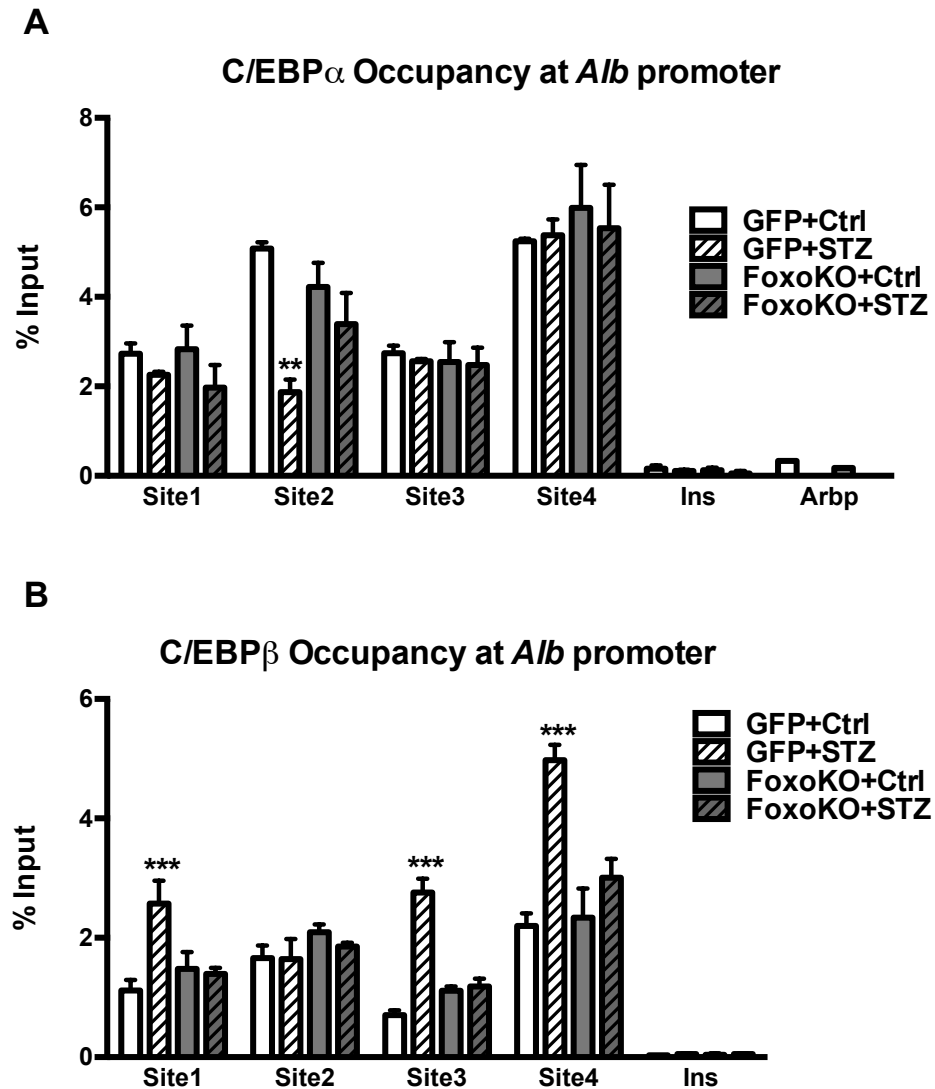 A
C/EBPα Occupancy at Alb promoter
% Input
8
6
4
2
0
GFP+Ctrl
GFP+STZ
FoxoKO+Ctrl
FoxoKO+STZ
**
Site1 Site2 Site3 Site4 Ins Arbp
B
C/EBPβ Occupancy at Alb promoter
% Input
6
4
2
0
GFP+Ctrl
GFP+STZ
FoxoKO+Ctrl
FoxoKO+STZ
*** *** ***
Site1 Site2 Site3 Site4 Ins